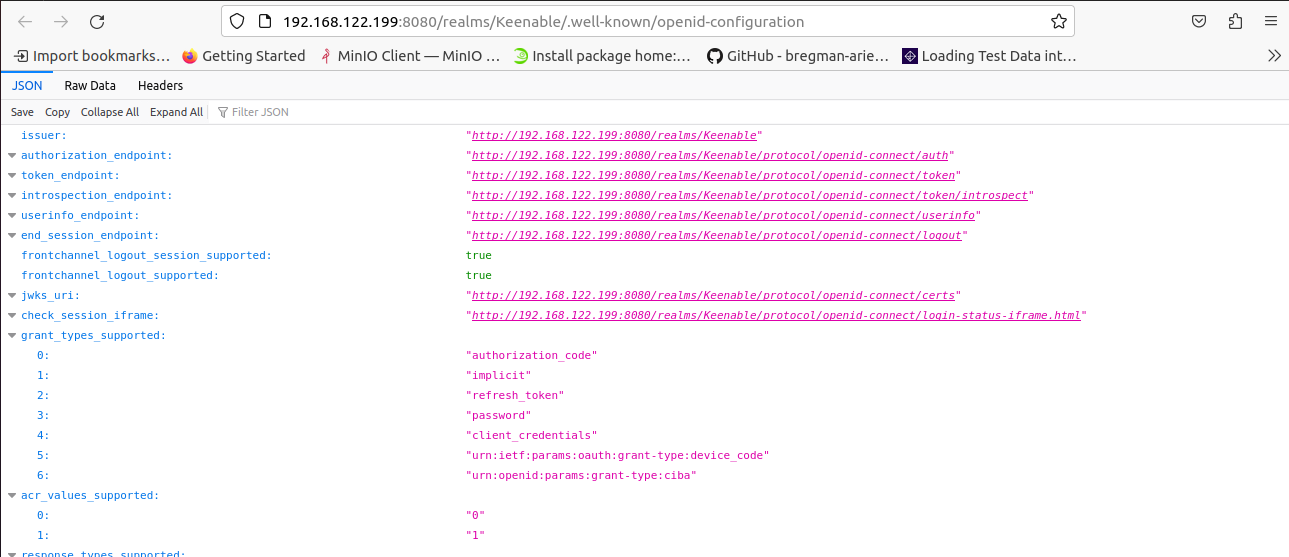 192.168.122.199:8080/realms/Keenable/.well-known/openid-configuration
Import bookmarks... Getting Started MinIO Client — MinIO ... Install package home:... GitHub - bregman-arie... Loading Test Data int...
JSON Raw Data Headers
Save Copy Collapse All Expand All Filter JSON
issuer: "http://192.168.122.199:8080/realms/Keenable"
authorization_endpoint: "http://192.168.122.199:8080/realms/Keenable/protocol/openid-connect/auth"
token_endpoint: "http://192.168.122.199:8080/realms/Keenable/protocol/openid-connect/token"
introspection_endpoint: "http://192.168.122.199:8080/realms/Keenable/protocol/openid-connect/token/introspect"
userinfo_endpoint: "http://192.168.122.199:8080/realms/Keenable/protocol/openid-connect/userinfo"
end_session_endpoint: "http://192.168.122.199:8080/realms/Keenable/protocol/openid-connect/logout"
frontchannel_logout_session_supported: true
frontchannel_logout_supported: true
jwks_uri: "http://192.168.122.199:8080/realms/Keenable/protocol/openid-connect/certs"
check_session_iframe: "http://192.168.122.199:8080/realms/Keenable/protocol/openid-connect/login-status-iframe.html"
grant_types_supported:
0: "authorization_code"
1: "implicit"
2: "refresh_token"
3: "password"
4: "client_credentials"
5: "urn:ietf:params:oauth:grant-type:device_code"
6: "urn:openid:params:grant-type:ciba"
acr_values_supported:
0: "0"
1: "1"
response_types_supported: